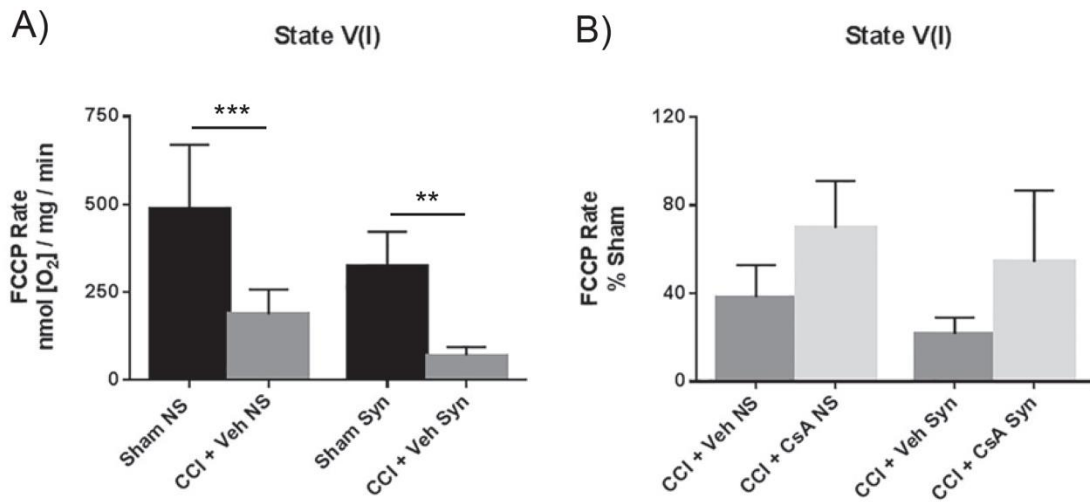 A)
State V(I)
FCCP Rate
nmol [O₂] / mg / min
750
500
250
0
***
**
Sham NS
CCI + Veh NS
Sham Syn
CCI + Veh Syn
B)
State V(I)
FCCP Rate
% Sham
120
80
40
0
CCI + Veh NS
CCI + CsA NS
CCI + Veh Syn
CCI + CsA Syn